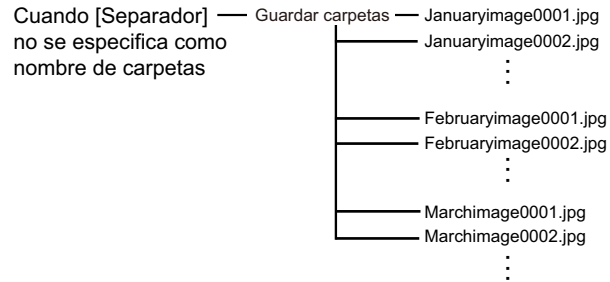 Cuando [Separador]
no se especifica como
nombre de carpetas
Guardar carpetas
Januaryimage0001.jpg
Januaryimage0002.jpg
Februaryimage0001.jpg
Februaryimage0002.jpg
Marchimage0001.jpg
Marchimage0002.jpg